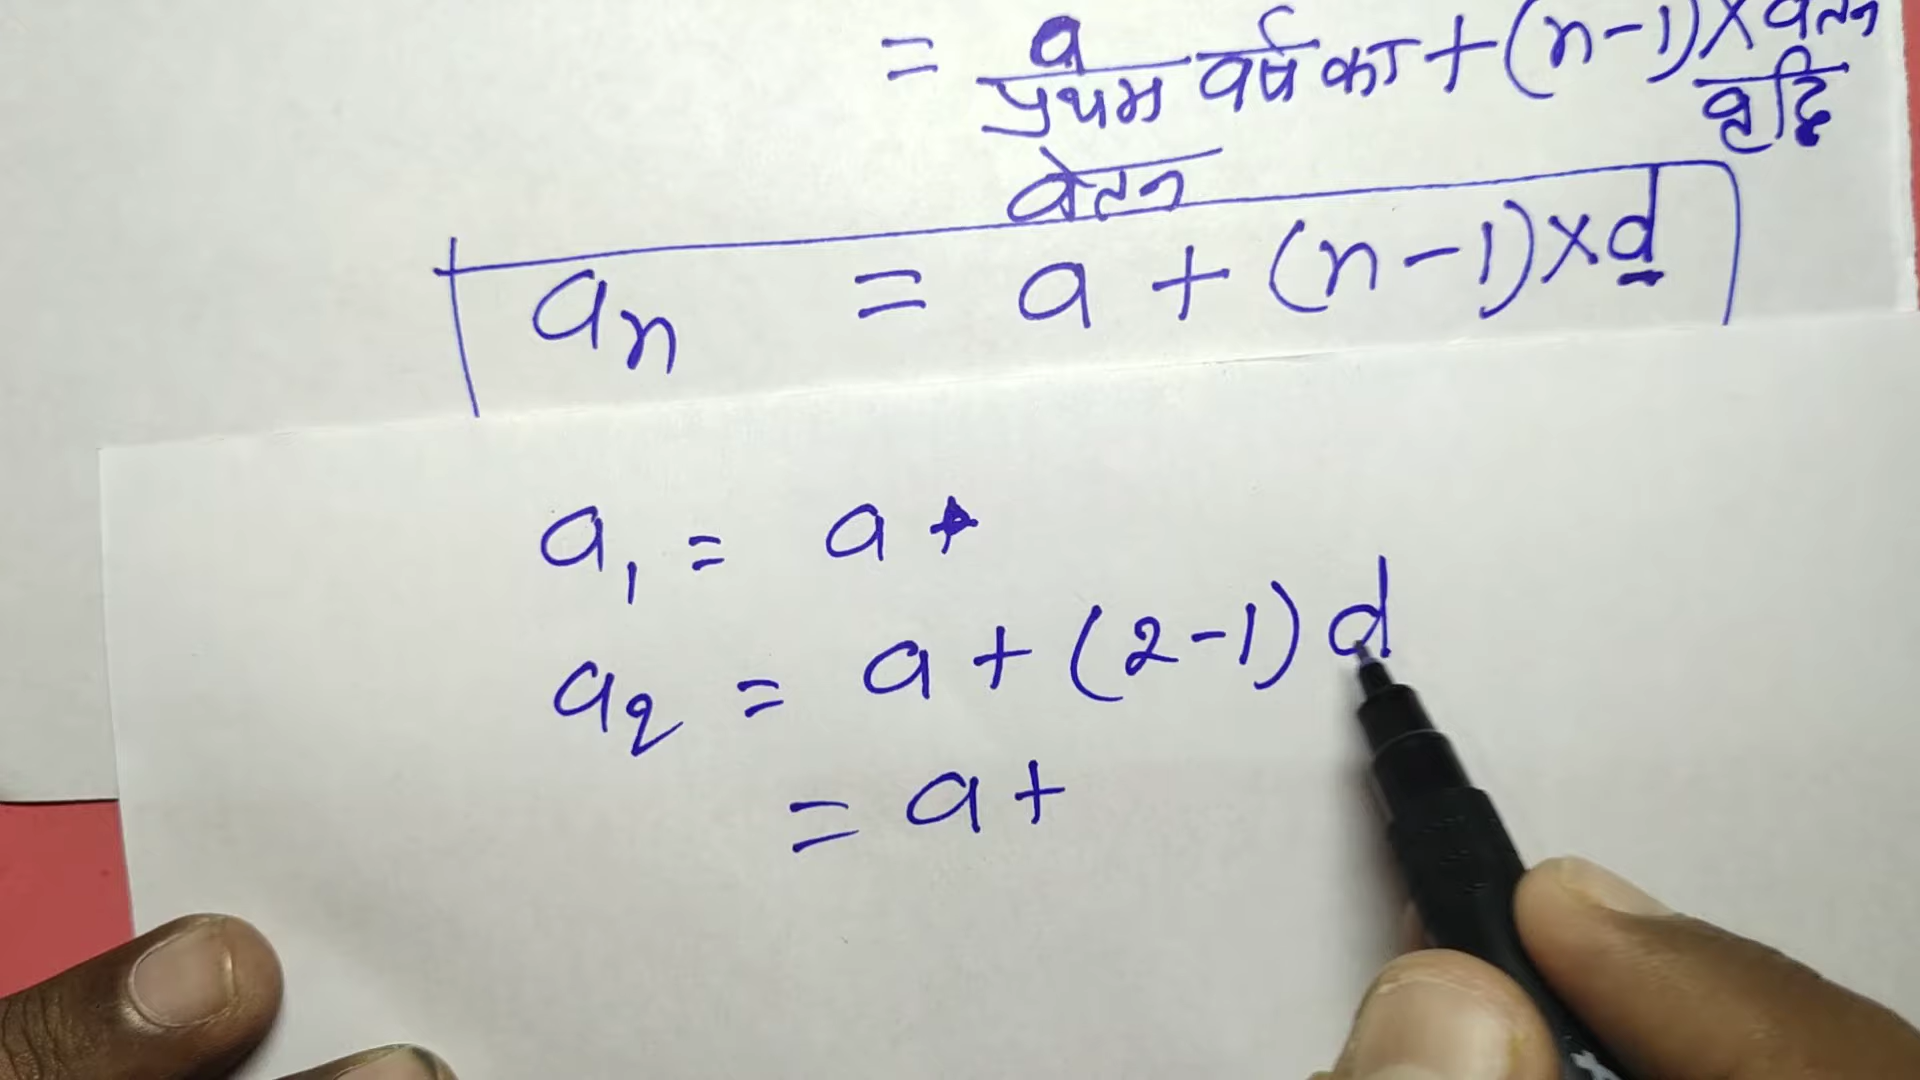 = a प्रथम वर्ष का + (n-1)× वेतन
वेतन वृद्धि
aₙ = a + (n-1)×d
a₁ = a +
a₂ = a + (2-1) d
= a +